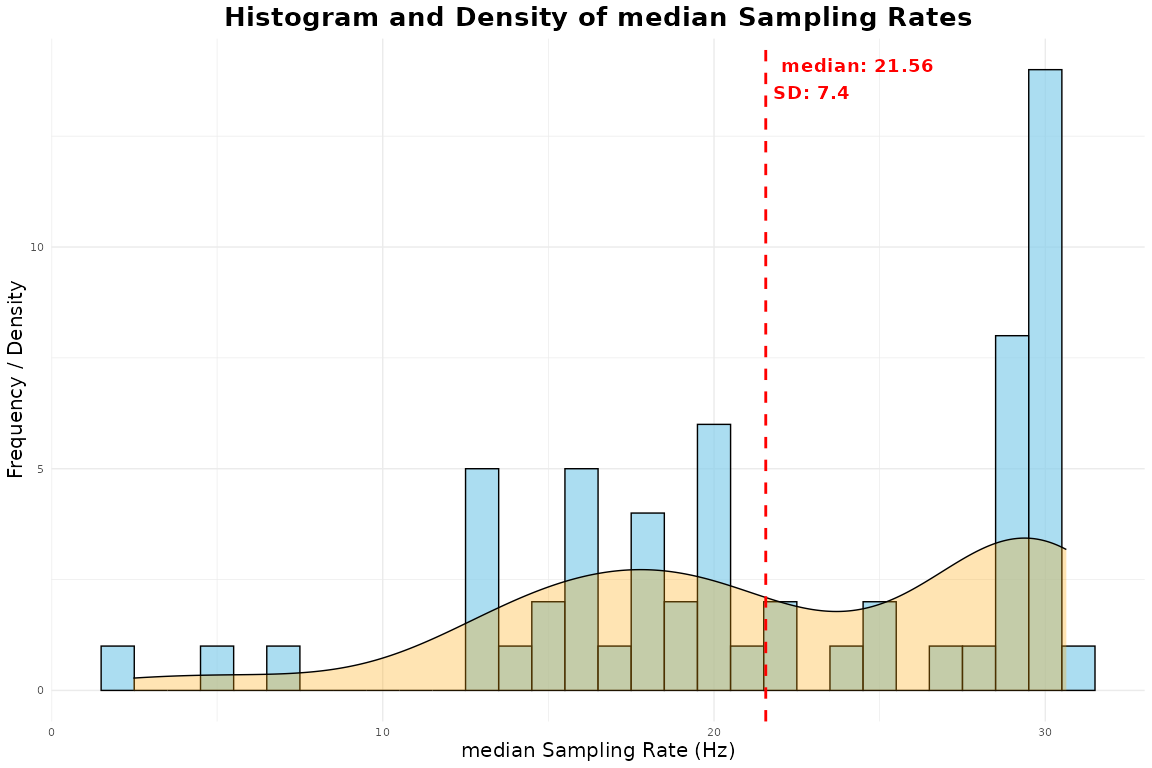 Histogram and Density of median Sampling Rates
median: 21.56
SD: 7.4
Frequency / Density
10
5
0
0
10
20
30
median Sampling Rate (Hz)